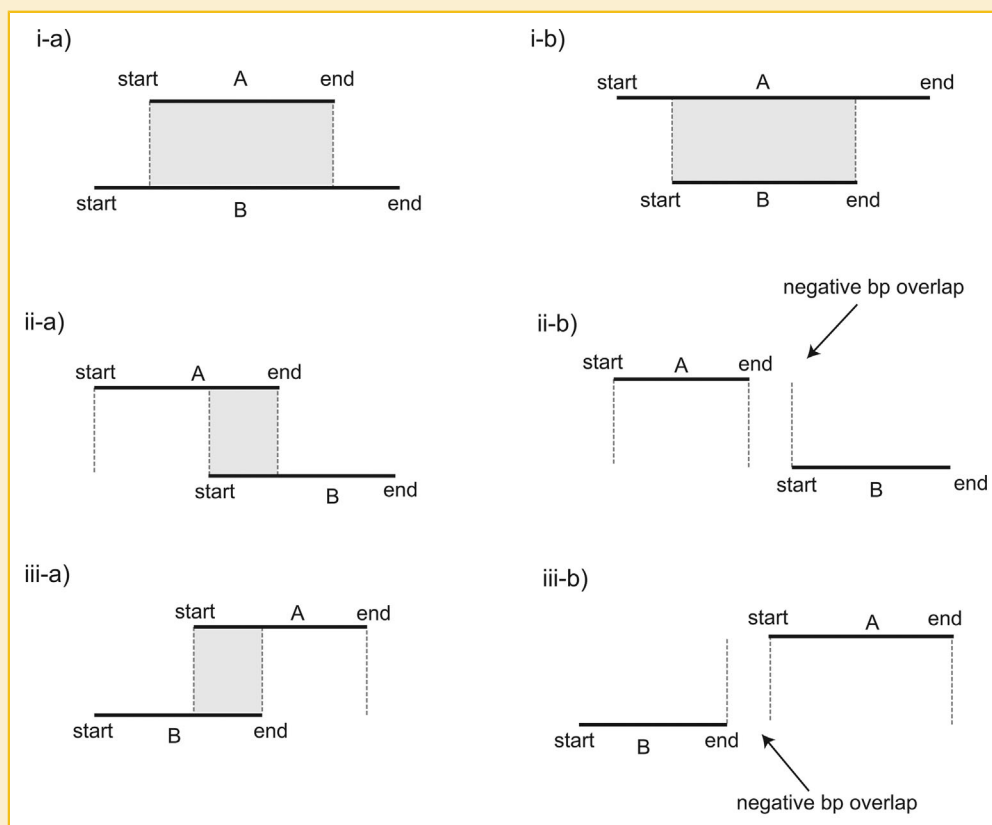 i-a)
start A end
start B end
i-b)
start A end
start B end
ii-a)
start A end
start B end
ii-b)
negative bp overlap
start A end
start B end
iii-a)
start A end
start B end
iii-b)
start A end
start B end
negative bp overlap